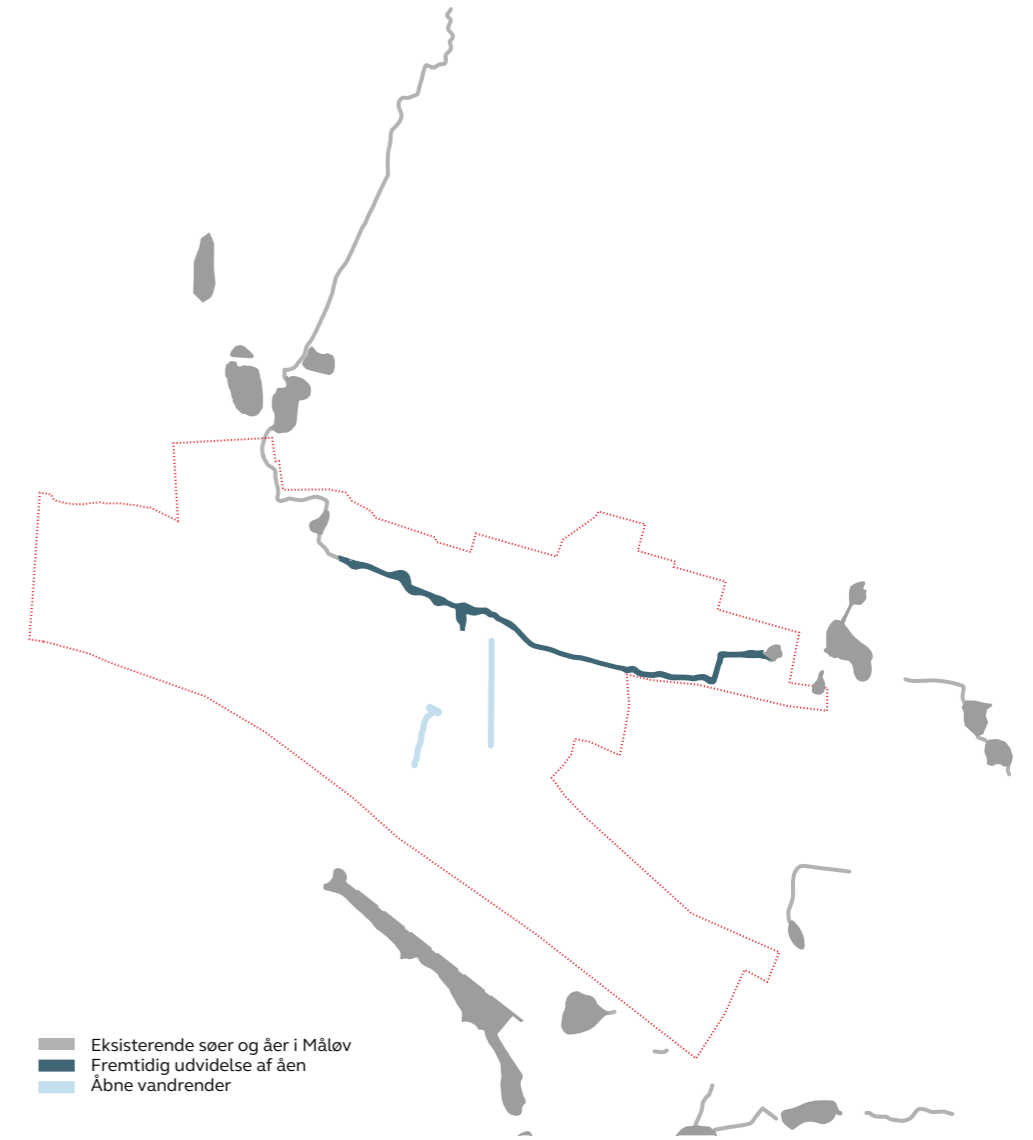 Eksisterende søer og åer i Måløv
Fremtidig udvidelse af åen
Åbne vandrender